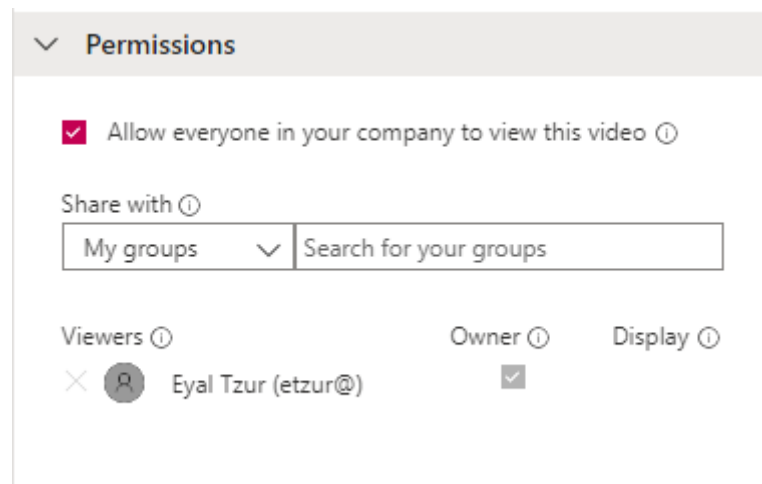 Permissions
Allow everyone in your company to view this video
Share with
My groups Search for your groups
Viewers Owner Display
Eyal Tzur (etzur@)